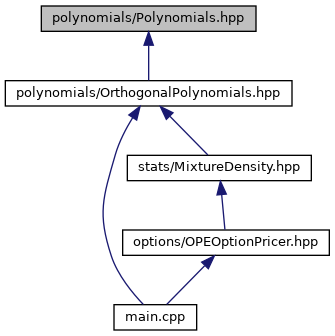 polynomials/Polynomials.hpp
polynomials/OrthogonalPolynomials.hpp
stats/MixtureDensity.hpp
options/OPEOptionPricer.hpp
main.cpp